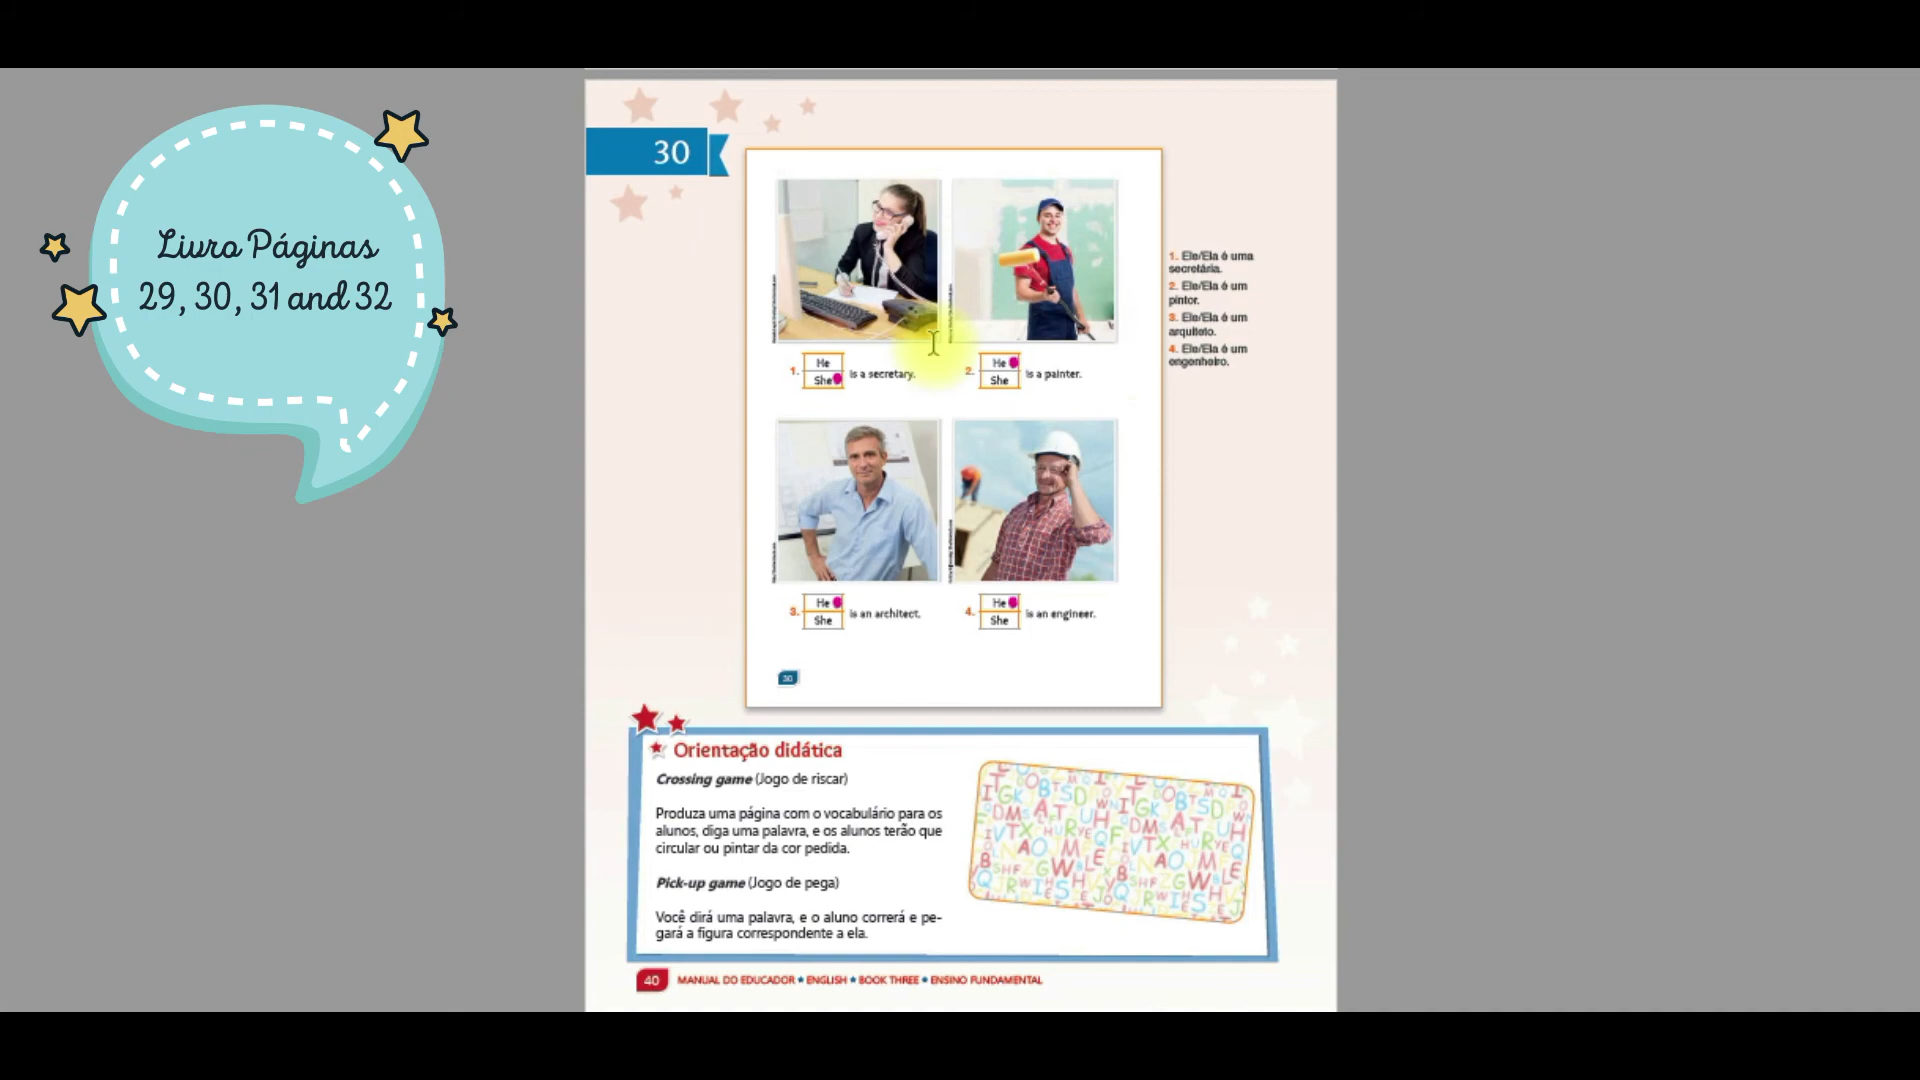 Livro Páginas
29, 30, 31 and 32
30
1. Ele/Ela é uma
secretária.
2. Ele/Ela é um
pintor.
3. Ele/Ela é um
arquiteto.
4. Ele/Ela é um
engenheiro.
1. He
She is a secretary.
2. He
She is a painter.
3. He
She is an architect.
4. He
She is an engineer.
30
Orientação didática
Crossing game (Jogo de riscar)
Produza uma página com o vocabulário para os
alunos, diga uma palavra, e os alunos terão que
circular ou pintar da cor pedida.
Pick-up game (Jogo de pega)
Você dirá uma palavra, e o aluno correrá e pe-
gará a figura correspondente a ela.
40 MANUAL DO EDUCADOR ★ ENGLISH ★ BOOK THREE ★ ENSINO FUNDAMENTAL